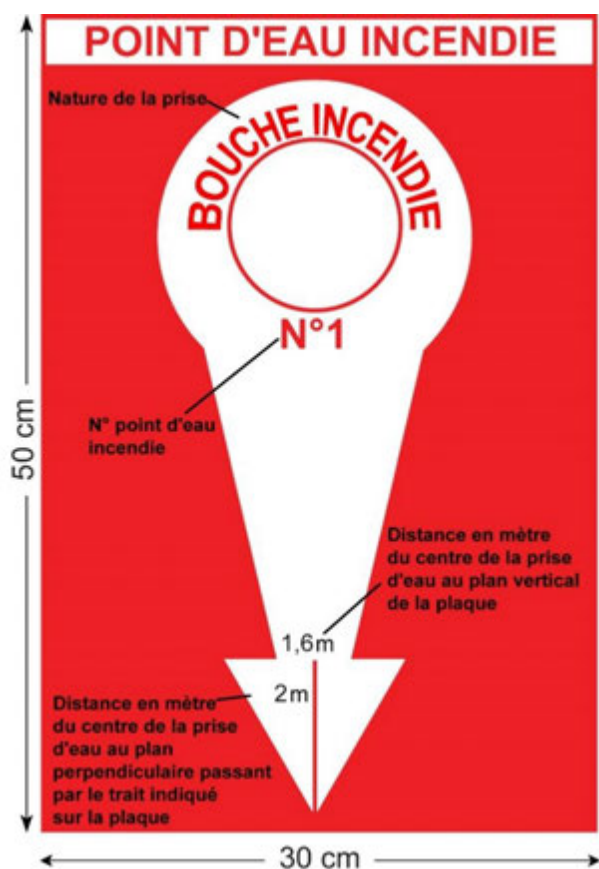 POINT D'EAU INCENDIE
Nature de la prise
BOUCHE INCENDIE
N°1
N° point d'eau
incendie
50 cm
Distance en mètre
du centre de la prise
d'eau au plan vertical
de la plaque
1,6m
2m
Distance en mètre
du centre de la prise
d'eau au plan
perpendiculaire passant
par le trait indiqué
sur la plaque
30 cm